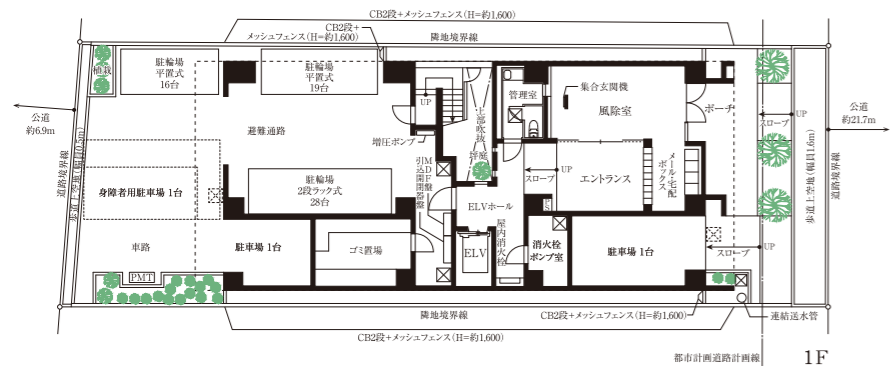 CB2段+メッシュフェンス(H=約1,600)
CB2段+
メッシュフェンス(H=約1,600)
隣地境界線
植栽
駐輪場
平置式
16台
駐輪場
平置式
19台
UP
上部吹抜
坪庭
管理室
集合玄関機
風除室
ポーチ
UP
スロープ
公道
約6.9m
公道
約21.7m
避難通路
増圧ポンプ
MDF盤
引込開閉器盤
駐輪場
2段ラック式
28台
道路境界線
歩道上空地(幅員0.5m)
身障者用駐車場 1台
UP
スロープ
エントランス
メール・宅配
ボックス
歩道上空地(幅員1.6m)
道路境界線
ELVホール
車路
駐車場 1台
ゴミ置場
ELV
屋内消火栓
消火栓
ポンプ室
駐車場 1台
UP
スロープ
PMT
隣地境界線
CB2段+メッシュフェンス(H=約1,600)
連結送水管
CB2段+メッシュフェンス(H=約1,600)
都市計画道路計画線
1F